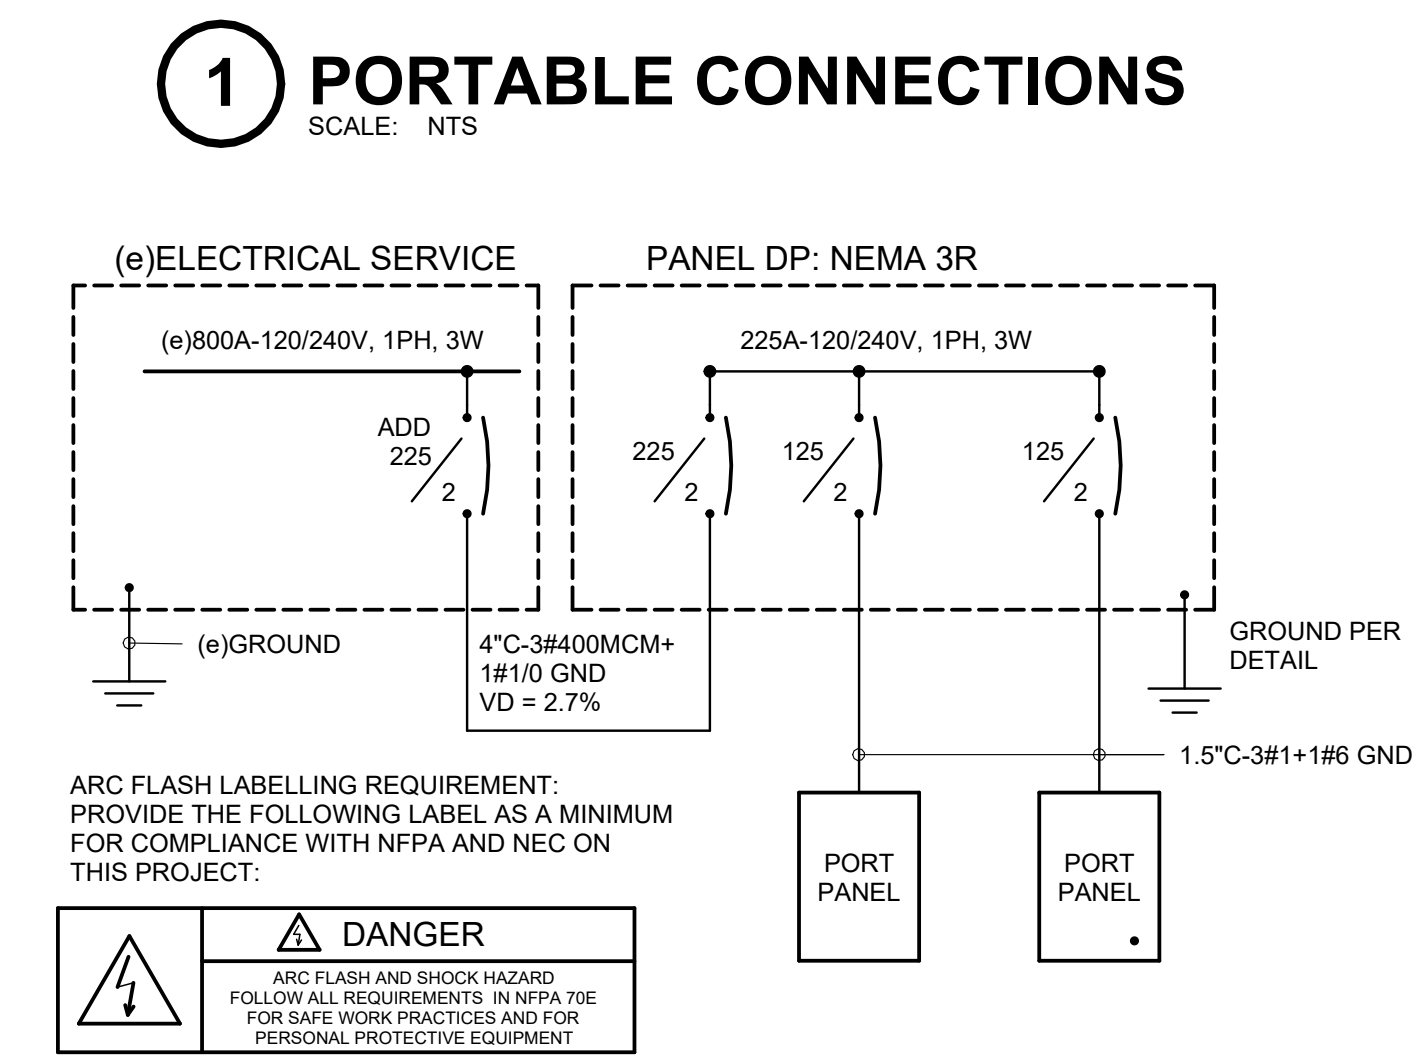 1 PORTABLE CONNECTIONS
SCALE: NTS
(e)ELECTRICAL SERVICE
PANEL DP: NEMA 3R
(e)800A-120/240V, 1PH, 3W
225A-120/240V, 1PH, 3W
ADD
225
2
225
2
125
2
125
2
(e)GROUND
4"C-3#400MCM+
1#1/0 GND
VD = 2.7%
GROUND PER
DETAIL
1.5"C-3#1+1#6 GND
PORT
PANEL
PORT
PANEL
ARC FLASH LABELLING REQUIREMENT:
PROVIDE THE FOLLOWING LABEL AS A MINIMUM
FOR COMPLIANCE WITH NFPA AND NEC ON
THIS PROJECT:
DANGER
ARC FLASH AND SHOCK HAZARD
FOLLOW ALL REQUIREMENTS IN NFPA 70E
FOR SAFE WORK PRACTICES AND FOR
PERSONAL PROTECTIVE EQUIPMENT